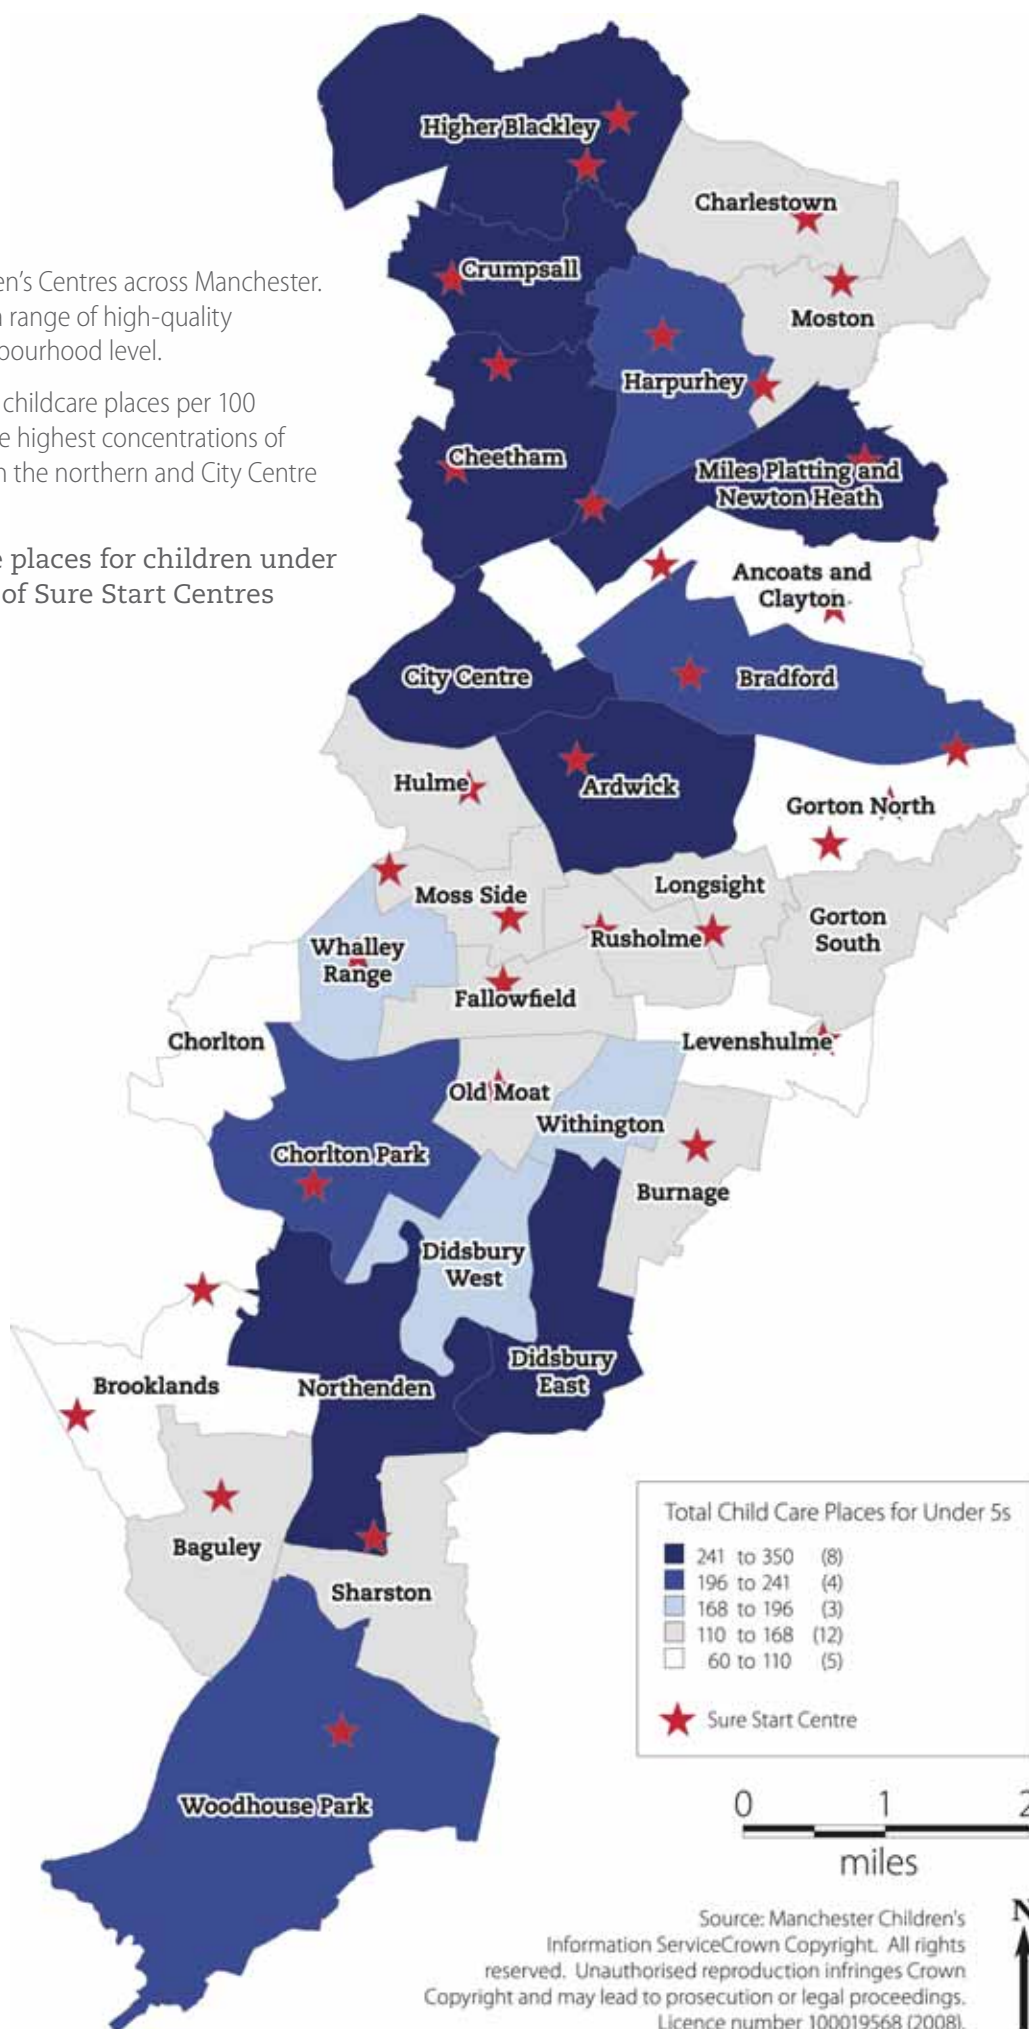 Higher Blackley
Charlestown
en's Centres across Manchester.
a range of high-quality
bourhood level.
Crumpsall
Moston
childcare places per 100
e highest concentrations of
n the northern and City Centre
Harpurhey
Cheetham
Miles Platting and
Newton Heath
e places for children under
of Sure Start Centres
Ancoats and
Clayton
City Centre
Bradford
Hulme
Ardwick
Gorton North
Moss Side
Longsight
Gorton
South
Whalley
Range
Rusholme
Fallowfield
Chorlton
Levenshulme
Old Moat
Withington
Chorlton Park
Burnage
Didsbury
West
Didsbury
East
Brooklands
Northenden
Baguley
Sharston
Woodhouse Park
Total Child Care Places for Under 5s
241 to 350 (8)
196 to 241 (4)
168 to 196 (3)
110 to 168 (12)
60 to 110 (5)
Sure Start Centre
0 1 2
miles
N
Source: Manchester Children's
Information ServiceCrown Copyright. All rights
reserved. Unauthorised reproduction infringes Crown
Copyright and may lead to prosecution or legal proceedings.
Licence number 100019568 (2008).